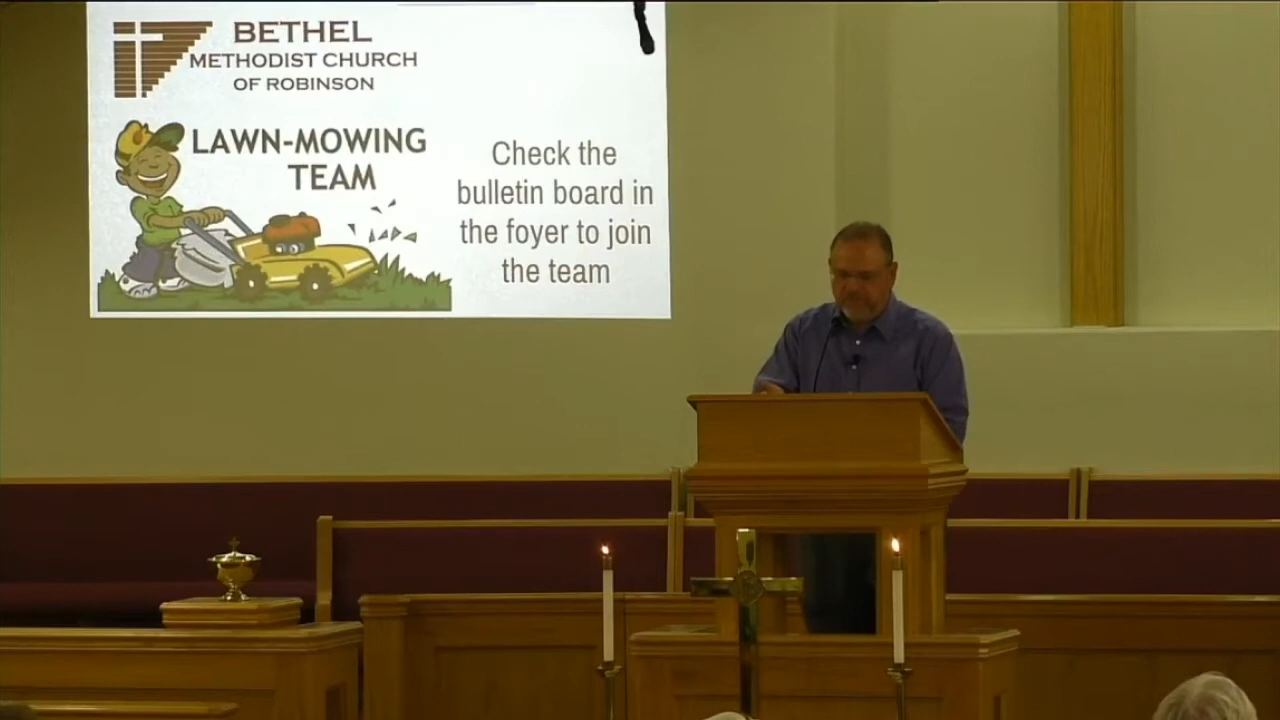 BETHEL
METHODIST CHURCH
OF ROBINSON
LAWN-MOWING
TEAM
Check the
bulletin board in
the foyer to join
the team